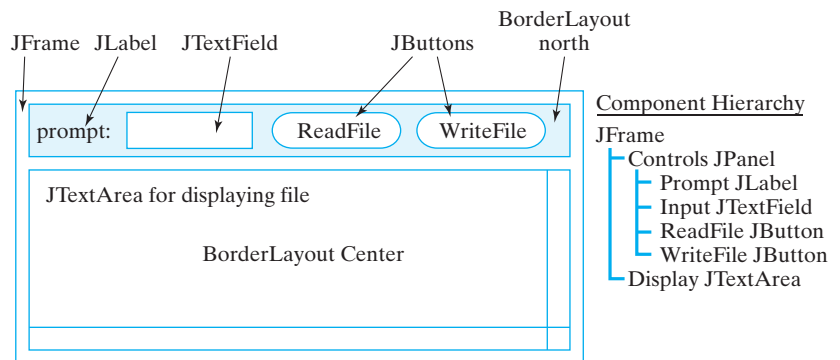 BorderLayout
north
JFrame JLabel JTextField JButtons
prompt: ReadFile WriteFile
JTextArea for displaying file
BorderLayout Center
Component Hierarchy
JFrame
Controls JPanel
Prompt JLabel
Input JTextField
ReadFile JButton
WriteFile JButton
Display JTextArea